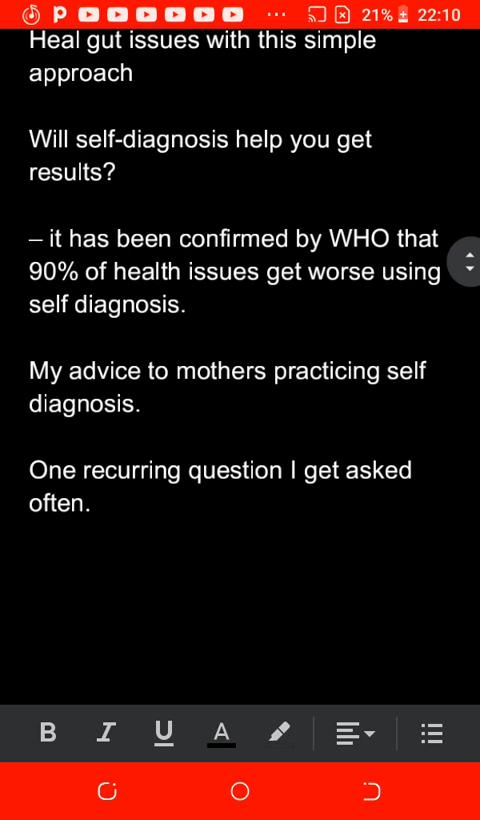 21% 22:10
Heal gut issues with this simple
approach
Will self-diagnosis help you get
results?
– it has been confirmed by WHO that
90% of health issues get worse using
self diagnosis.
My advice to mothers practicing self
diagnosis.
One recurring question I get asked
often.
B I U A